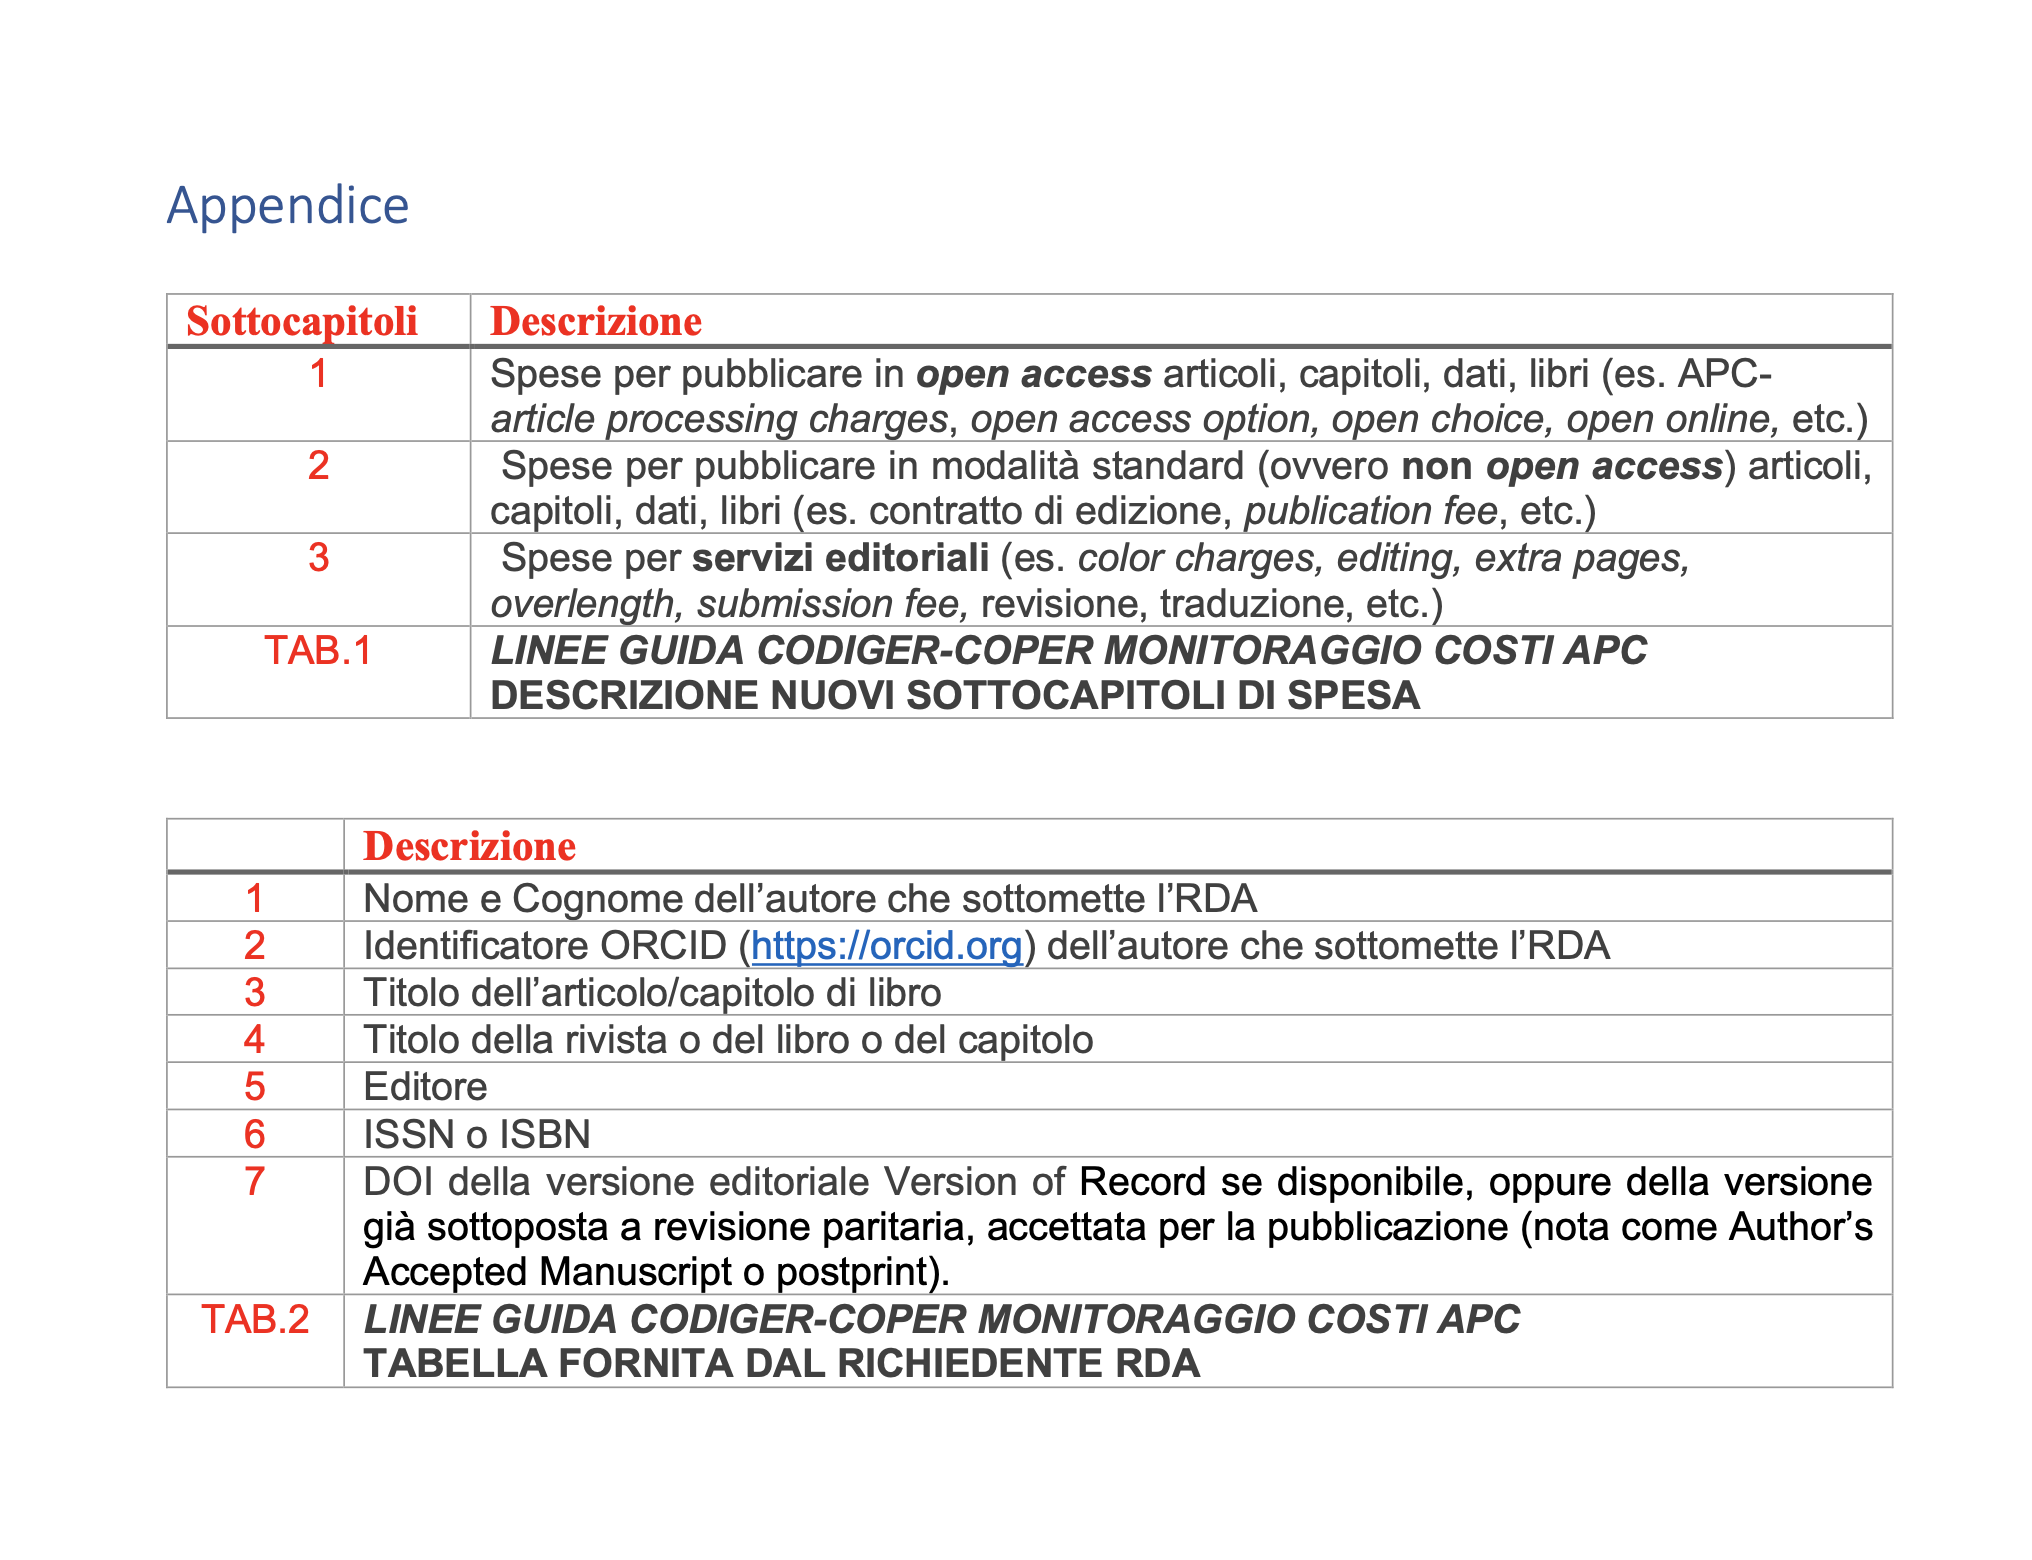 Appendice
Sottocapitoli Descrizione
1 Spese per pubblicare in open access articoli, capitoli, dati, libri (es. APC-
article processing charges, open access option, open choice, open online, etc.)
2 Spese per pubblicare in modalità standard (ovvero non open access) articoli,
capitoli, dati, libri (es. contratto di edizione, publication fee, etc.)
3 Spese per servizi editoriali (es. color charges, editing, extra pages,
overlength, submission fee, revisione, traduzione, etc.)
TAB.1 LINEE GUIDA CODIGER-COPER MONITORAGGIO COSTI APC
DESCRIZIONE NUOVI SOTTOCAPITOLI DI SPESA
Descrizione
1 Nome e Cognome dell’autore che sottomette l’RDA
2 Identificatore ORCID (https://orcid.org) dell’autore che sottomette l’RDA
3 Titolo dell’articolo/capitolo di libro
4 Titolo della rivista o del libro o del capitolo
5 Editore
6 ISSN o ISBN
7 DOI della versione editoriale Version of Record se disponibile, oppure della versione
già sottoposta a revisione paritaria, accettata per la pubblicazione (nota come Author’s
Accepted Manuscript o postprint).
TAB.2 LINEE GUIDA CODIGER-COPER MONITORAGGIO COSTI APC
TABELLA FORNITA DAL RICHIEDENTE RDA